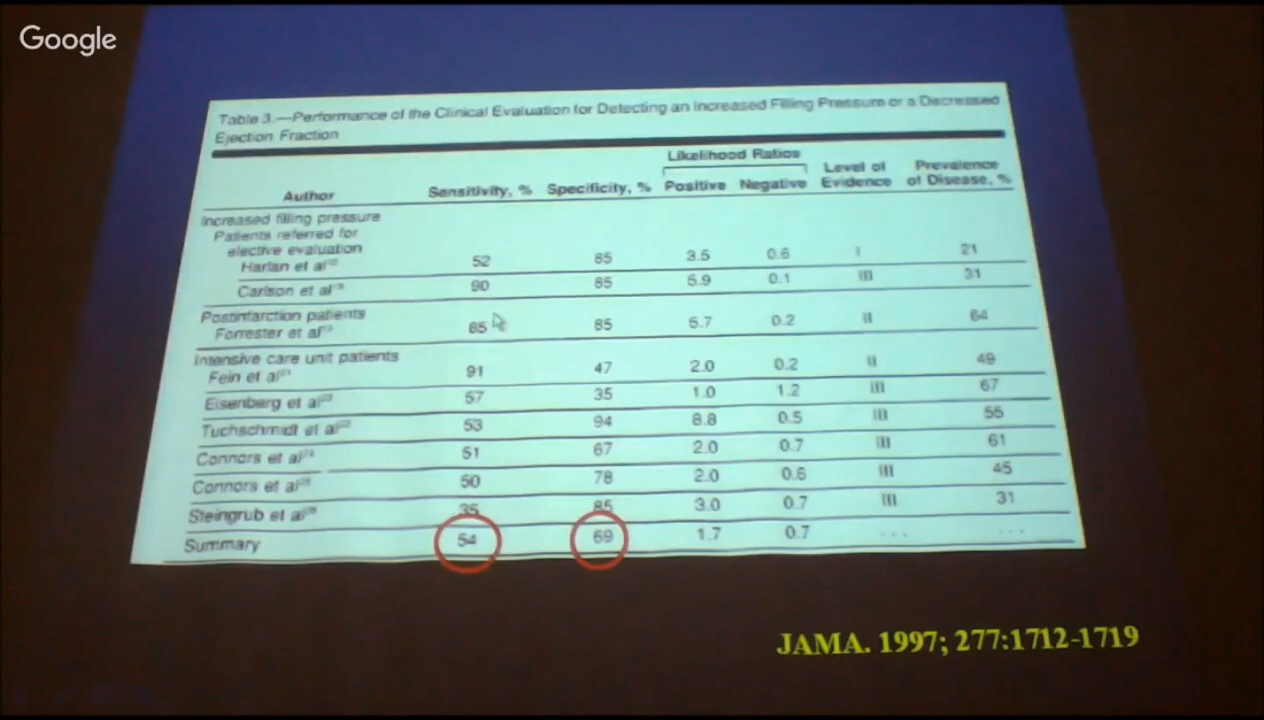 Google
Table 3.—Performance of the Clinical Evaluation for Detecting an Increased Filling Pressure or a Decreased
Ejection Fraction
Likelihood Ratios
Author Sensitivity, % Specificity, % Positive Negative Level of Evidence Prevalence of Disease, %
Increased filling pressure
Patients referred for
elective evaluation
Harlan et al 52 85 3.5 0.6 I 21
Carlson et al 90 85 5.9 0.1 III 31
Postinfarction patients
Forrester et al 85 5.7 0.2 II 64
Intensive care unit patients
Fein et al 91 47 2.0 0.2 II 49
Eisenberg et al 57 35 1.0 1.2 III 67
Tuchschmidt et al 53 94 8.8 0.5 III 55
Connors et al 51 67 2.0 0.7 III 61
Connors et al 50 78 2.0 0.6 III 45
Steingrub et al 35 85 3.0 0.7 III 31
Summary 54 69 1.7 0.7 ... ...
JAMA. 1997; 277:1712-1719